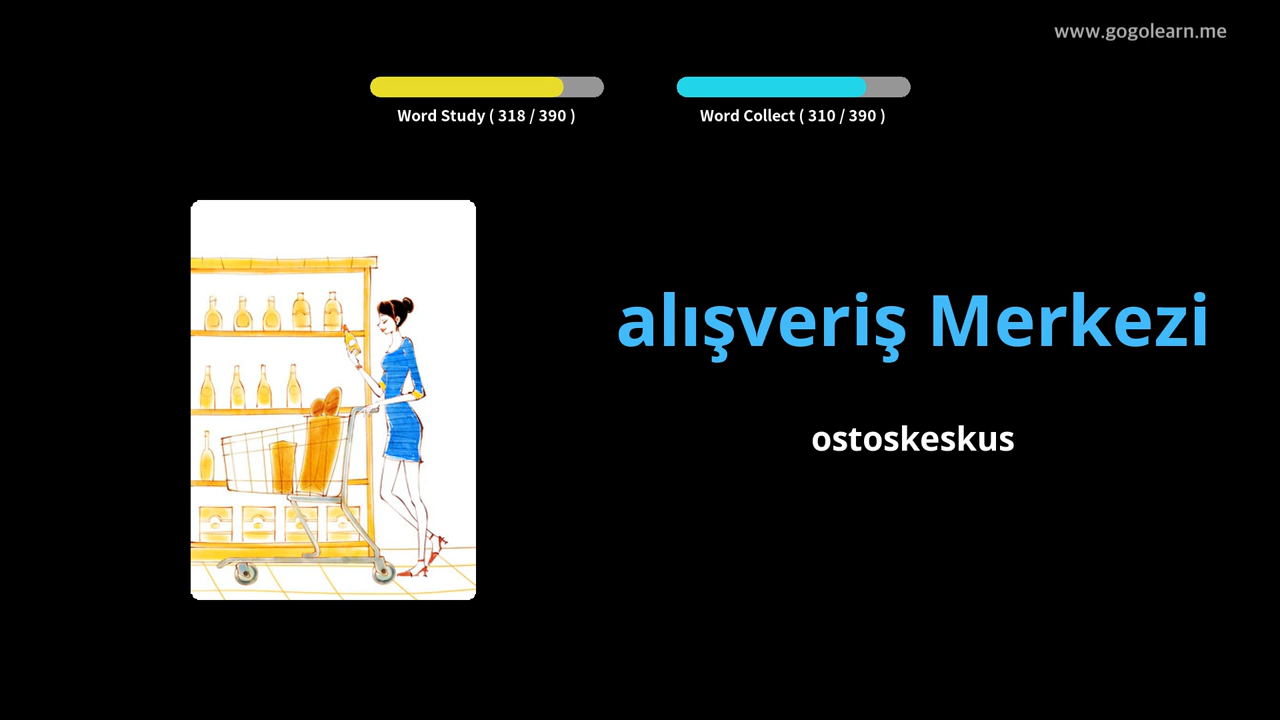 www.gogolearn.me
Word Study ( 318 / 390 )
Word Collect ( 310 / 390 )
alışveriş Merkezi
ostoskeskus